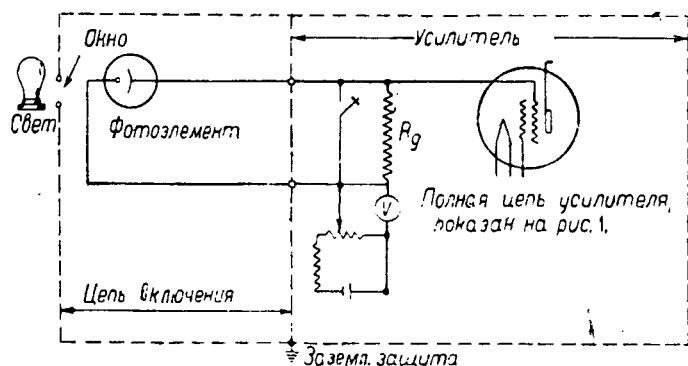 Окно
Усилитель
Свет
Фотоэлемент
Rg
V
Полная цепь усилителя,
показан на рис. 1.
Цепь включения
Заземл. защита